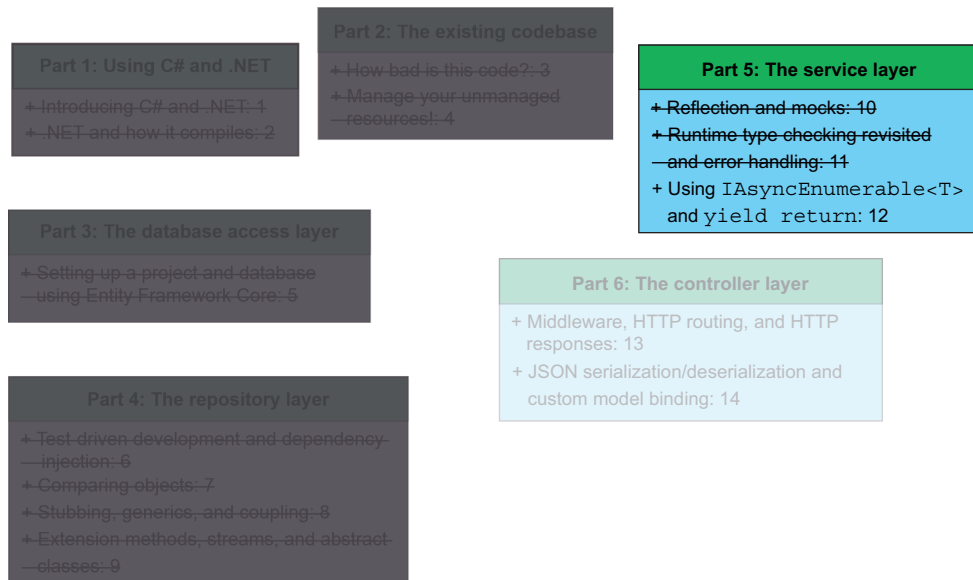 Part 1: Using C# and .NET
+ Introducing C# and .NET: 1
+ .NET and how it compiles: 2
Part 2: The existing codebase
+ How bad is this code?: 3
+ Manage your unmanaged
resources!: 4
Part 3: The database access layer
+ Setting up a project and database
using Entity Framework Core: 5
Part 4: The repository layer
+ Test-driven development and dependency
injection: 6
+ Comparing objects: 7
+ Stubbing, generics, and coupling: 8
+ Extension methods, streams, and abstract
classes: 9
Part 5: The service layer
+ Reflection and mocks: 10
+ Runtime type checking revisited
and error handling: 11
+ Using IAsyncEnumerable<T>
and yield return: 12
Part 6: The controller layer
+ Middleware, HTTP routing, and HTTP
responses: 13
+ JSON serialization/deserialization and
custom model binding: 14